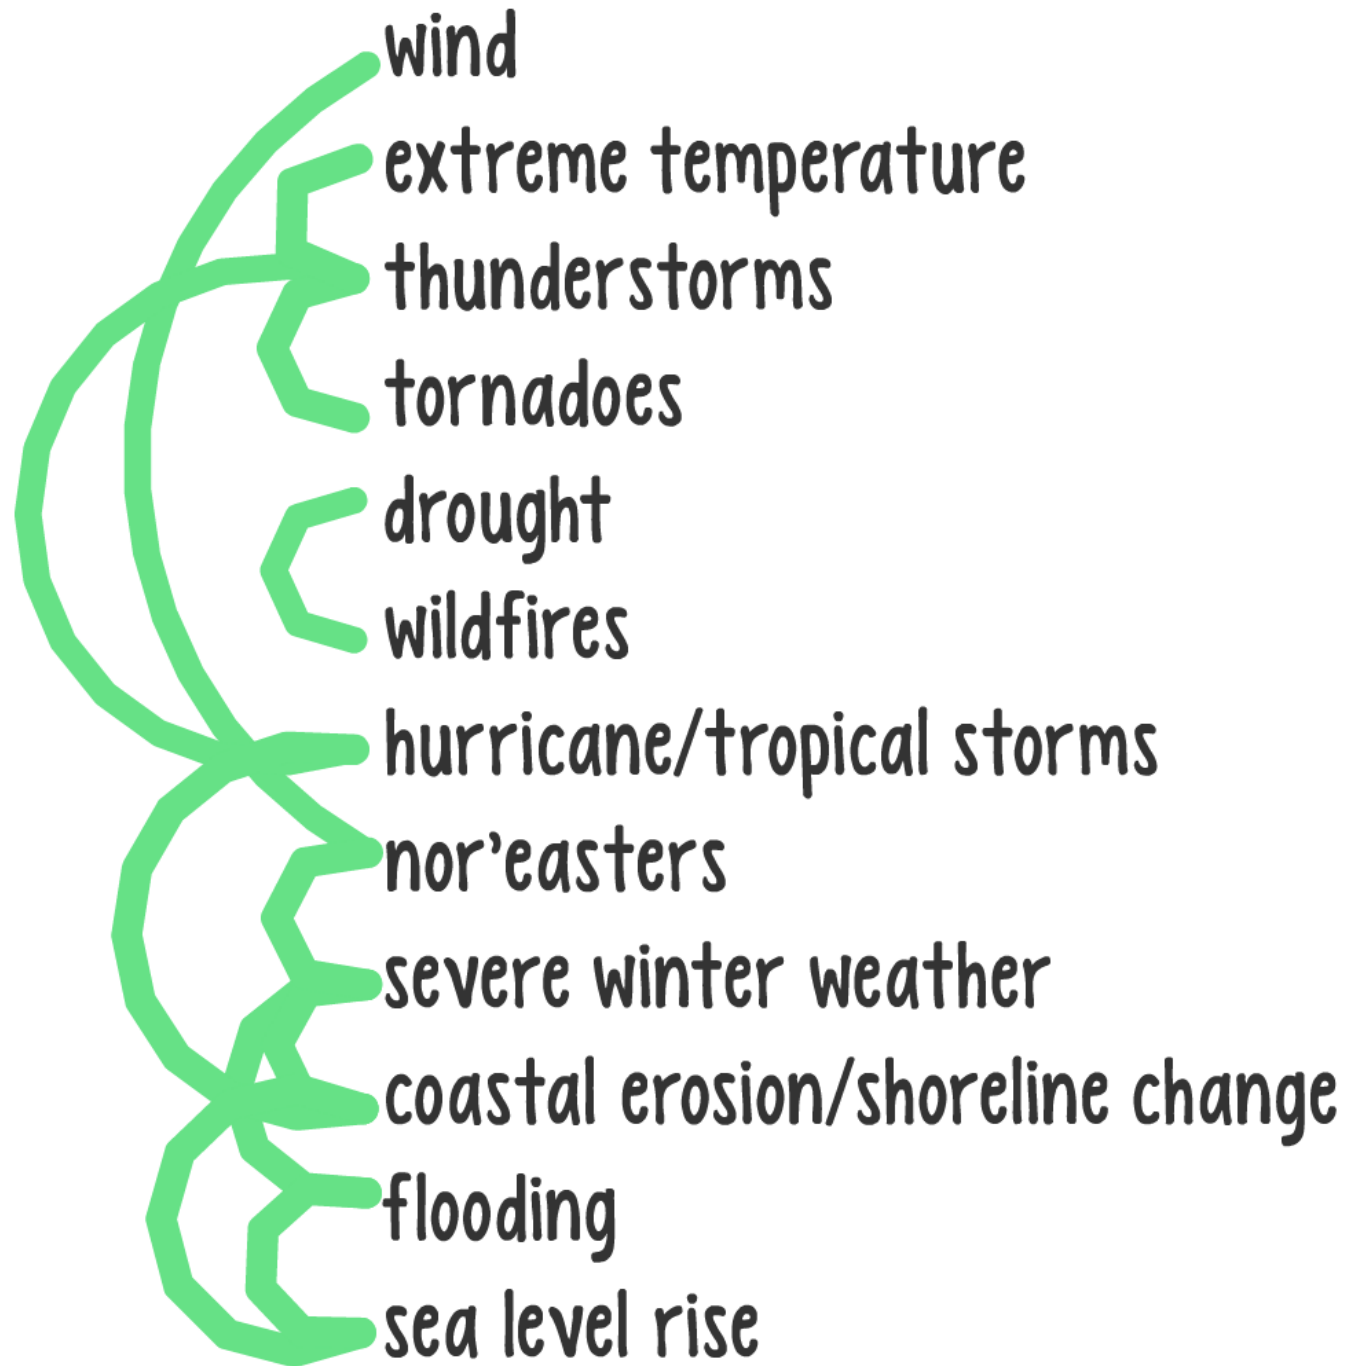 wind
extreme temperature
thunderstorms
tornadoes
drought
wildfires
hurricane/tropical storms
nor’easters
severe winter weather
coastal erosion/shoreline change
flooding
sea level rise